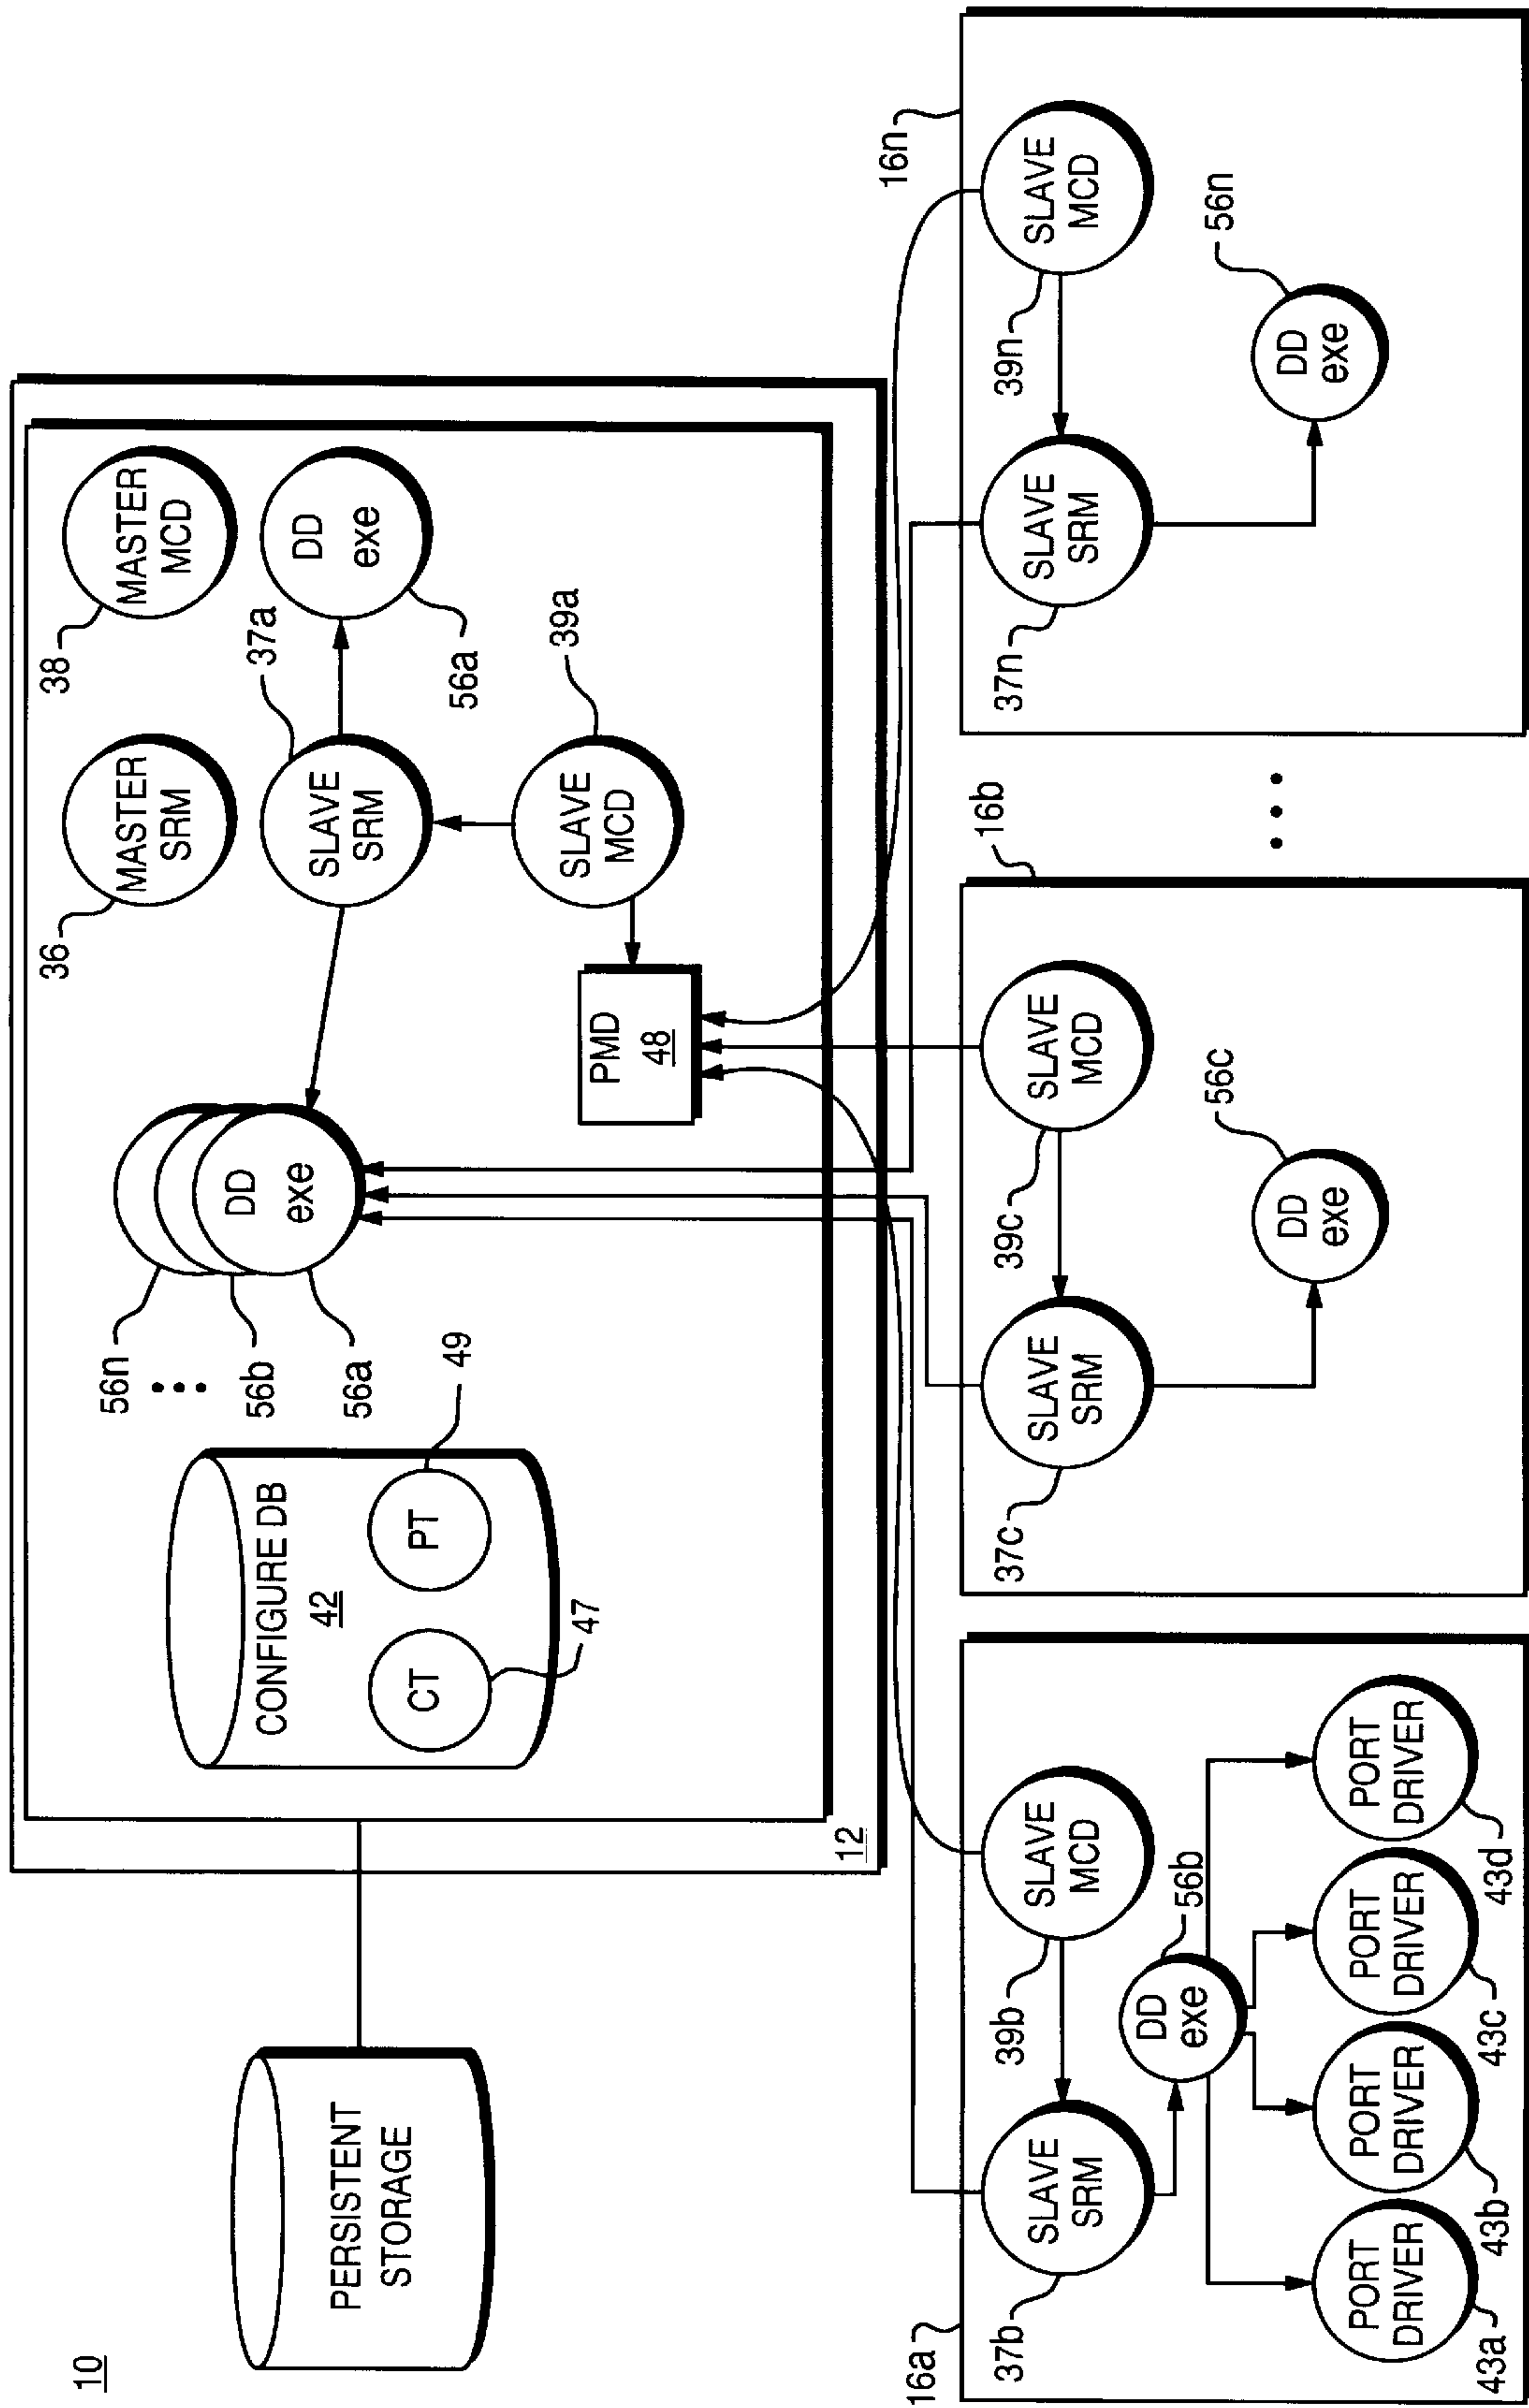 10
PERSISTENT
STORAGE
12
CONFIGURE DB
42
CT
47
PT
49
56n
56b
56a
DD
exe
36
MASTER
SRM
38
MASTER
MCD
37a
SLAVE
SRM
DD
exe
56a
39a
SLAVE
MCD
PMD
48
16a
37b
SLAVE
SRM
39b
SLAVE
MCD
DD
exe
56b
PORT
DRIVER
43a
PORT
DRIVER
43b
PORT
DRIVER
43c
PORT
DRIVER
43d
16b
37c
SLAVE
SRM
39c
SLAVE
MCD
DD
exe
56c
16n
37n
SLAVE
SRM
39n
SLAVE
MCD
DD
exe
56n